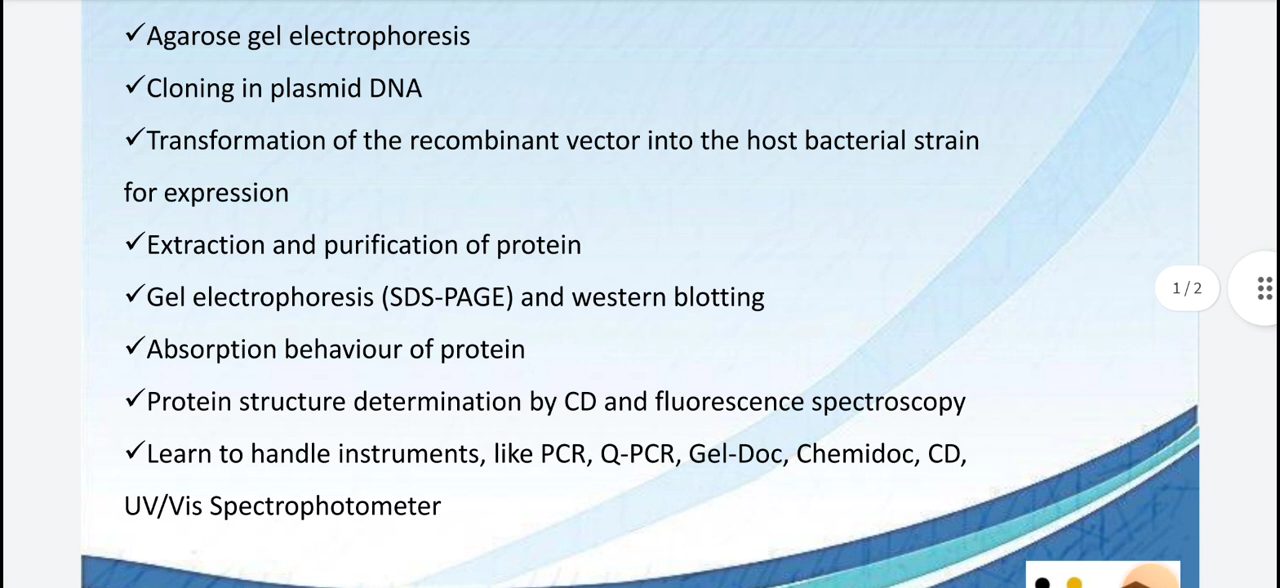 ✓Agarose gel electrophoresis
✓Cloning in plasmid DNA
✓Transformation of the recombinant vector into the host bacterial strain
for expression
✓Extraction and purification of protein
✓Gel electrophoresis (SDS-PAGE) and western blotting
1 / 2
✓Absorption behaviour of protein
✓Protein structure determination by CD and fluorescence spectroscopy
✓Learn to handle instruments, like PCR, Q-PCR, Gel-Doc, Chemidoc, CD,
UV/Vis Spectrophotometer